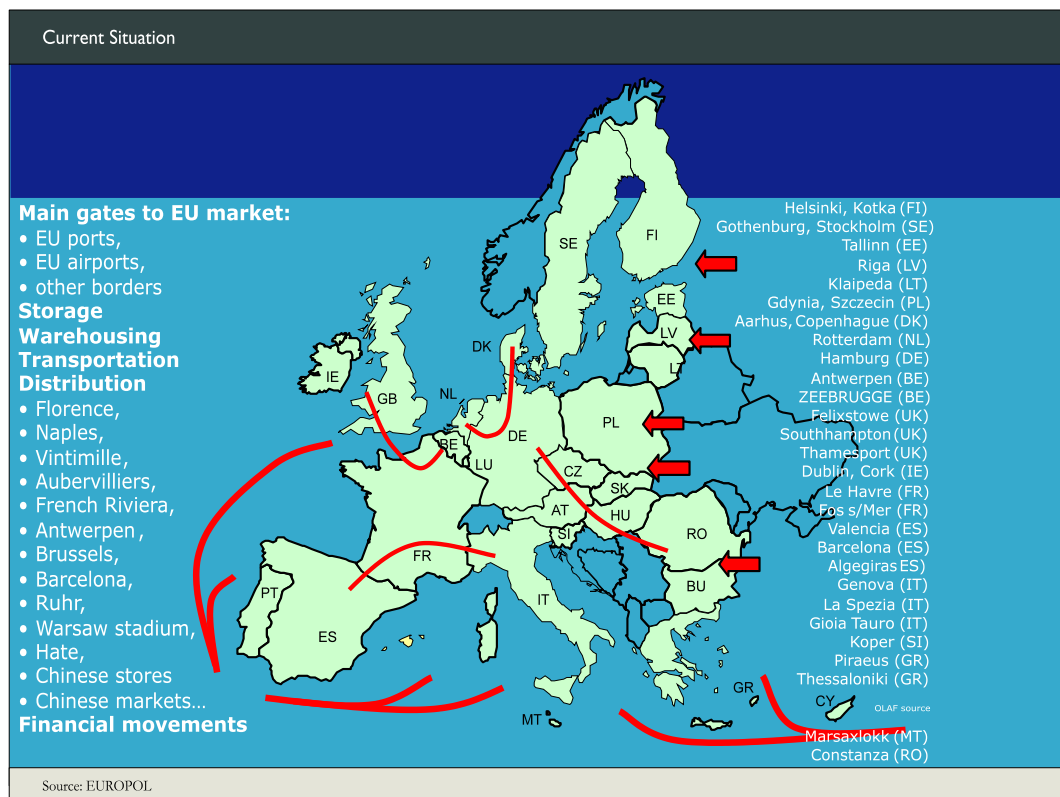 Current Situation
Main gates to EU market:
• EU ports,
• EU airports,
• other borders
Storage
Warehousing
Transportation
Distribution
• Florence,
• Naples,
• Vintimille,
• Aubervilliers,
• French Riviera,
• Antwerpen,
• Brussels,
• Barcelona,
• Ruhr,
• Warsaw stadium,
• Hate,
• Chinese stores
• Chinese markets…
Financial movements
SE
FI
EE
LV
DK
IE
GB
NL
BE
LU
DE
PL
CZ
SK
AT
HU
SI
RO
BU
FR
IT
PT
ES
GR
MT
CY
Helsinki, Kotka (FI)
Gothenburg, Stockholm (SE)
Tallinn (EE)
Riga (LV)
Klaipeda (LT)
Gdynia, Szczecin (PL)
Aarhus, Copenhague (DK)
Rotterdam (NL)
Hamburg (DE)
Antwerpen (BE)
ZEEBRUGGE (BE)
Felixstowe (UK)
Southhampton (UK)
Thamesport (UK)
Dublin, Cork (IE)
Le Havre (FR)
Fos s/Mer (FR)
Valencia (ES)
Barcelona (ES)
Algegiras ES)
Genova (IT)
La Spezia (IT)
Gioia Tauro (IT)
Koper (SI)
Piraeus (GR)
Thessaloniki (GR)
OLAF source
Marsaxlokk (MT)
Constanza (RO)
Source: EUROPOL